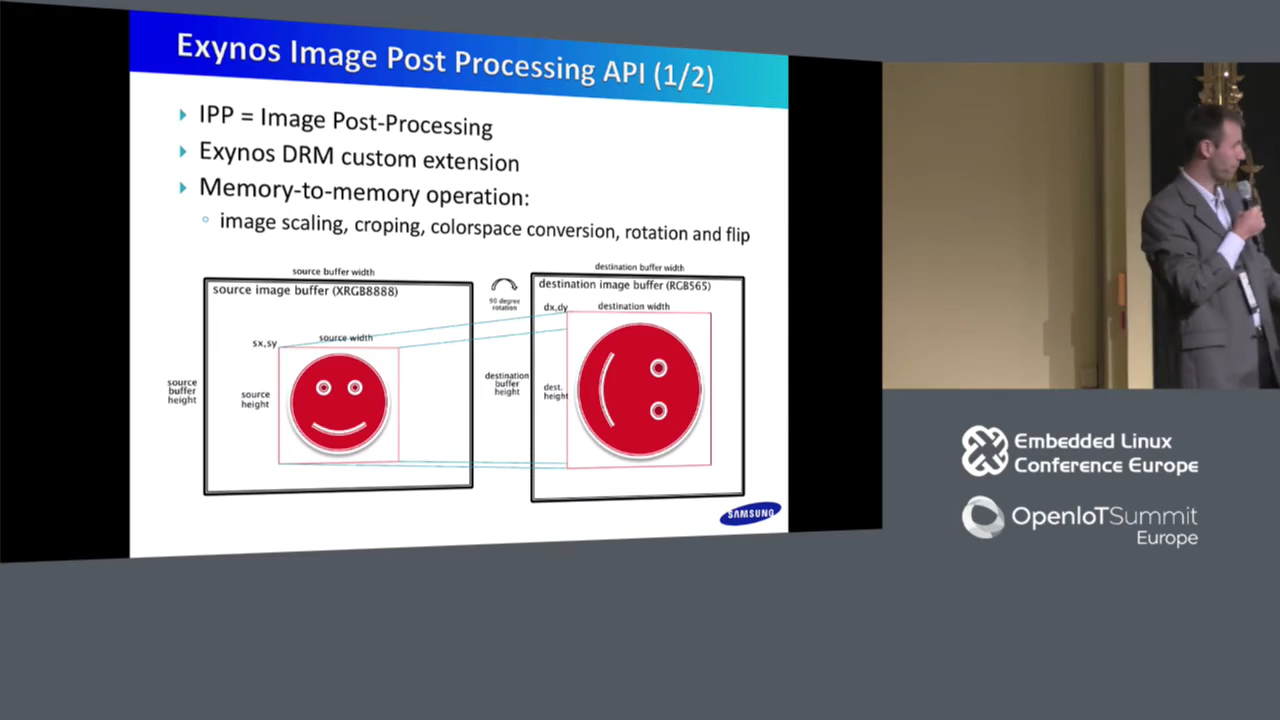 Exynos Image Post Processing API (1/2)
IPP = Image Post-Processing
Exynos DRM custom extension
Memory-to-memory operation:
image scaling, croping, colorspace conversion, rotation and flip
source buffer width
source image buffer (XRGB8888)
source width
sx,sy
source
buffer
height
source
height
90 degree
rotation
destination buffer width
destination image buffer (RGB565)
dx,dy
destination width
destination
buffer
height
dest.
height
SAMSUNG
Embedded Linux
Conference Europe
OpenIoTSummit
Europe